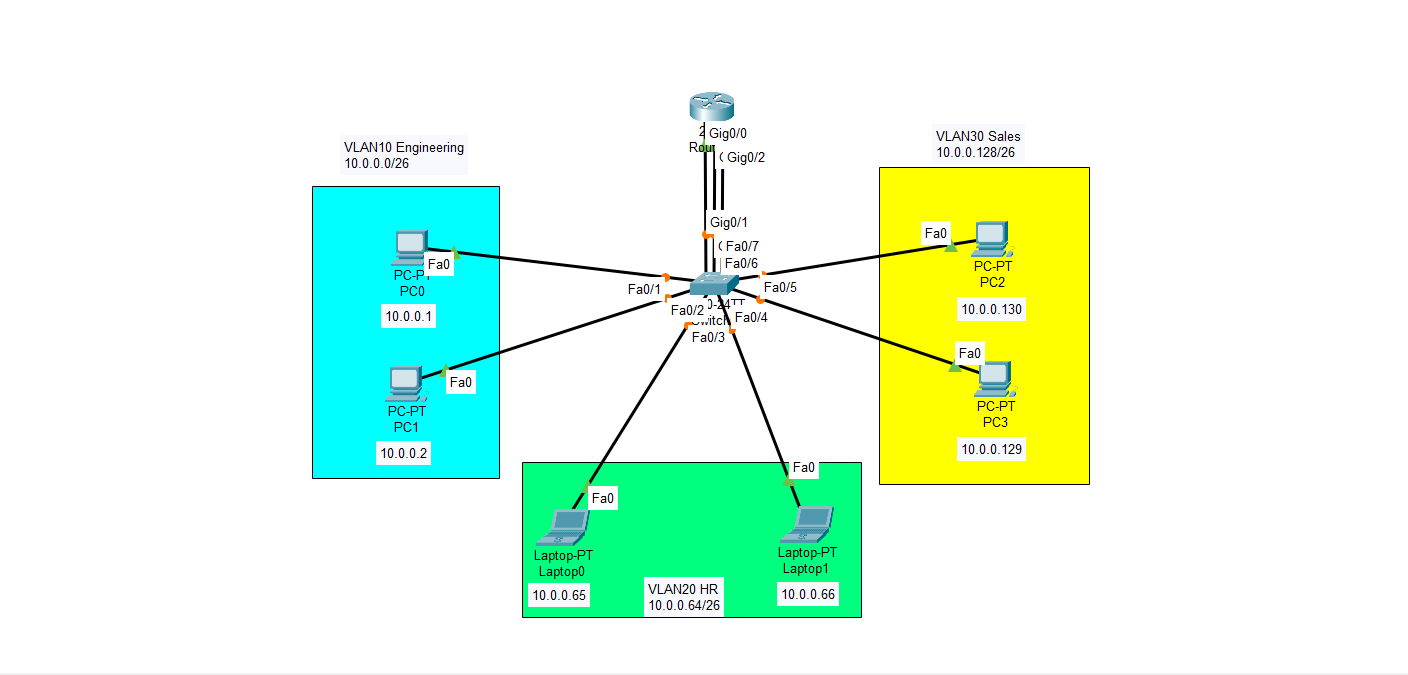 2 Gig0/0
Rou
( Gig0/2
VLAN10 Engineering
10.0.0.0/26
VLAN30 Sales
10.0.0.128/26
Gig0/1
( Fa0/7
Fa0/6
Fa0
PC-PT
PC0
10.0.0.1
Fa0
PC-PT
PC2
10.0.0.130
Fa0/1
Fa0/5
Fa0/2
0-24TT
Fa0/4
witch
Fa0/3
Fa0
PC-PT
PC1
10.0.0.2
Fa0
PC-PT
PC3
10.0.0.129
Fa0
Laptop-PT
Laptop0
10.0.0.65
Fa0
Laptop-PT
Laptop1
10.0.0.66
VLAN20 HR
10.0.0.64/26